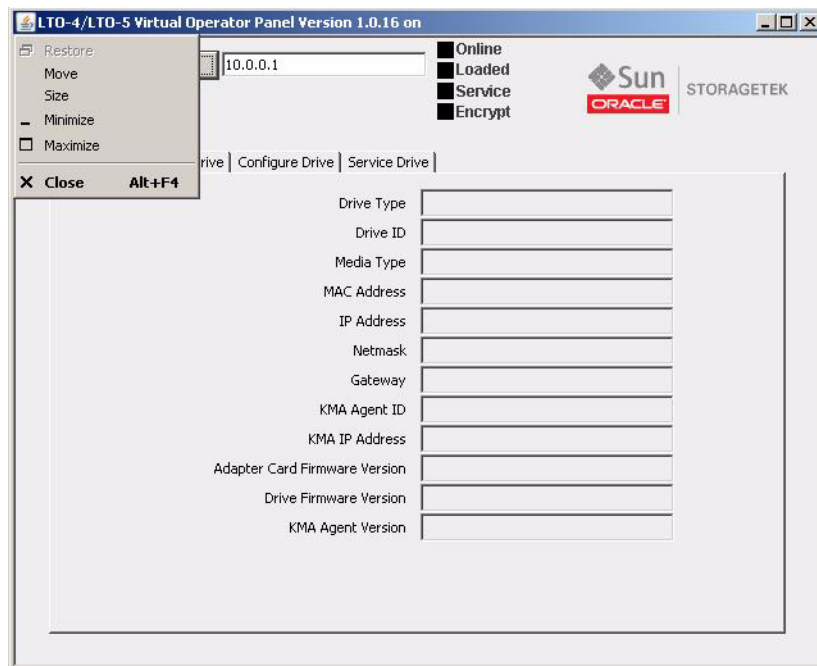 LTO-4/LTO-5 Virtual Operator Panel Version 1.0.16 on
Restore
Move
Size
Minimize
Maximize
Close Alt+F4
10.0.0.1
Online
Loaded
Service
Encrypt
Sun
ORACLE
STORAGETEK
rive
Configure Drive
Service Drive
Drive Type
Drive ID
Media Type
MAC Address
IP Address
Netmask
Gateway
KMA Agent ID
KMA IP Address
Adapter Card Firmware Version
Drive Firmware Version
KMA Agent Version